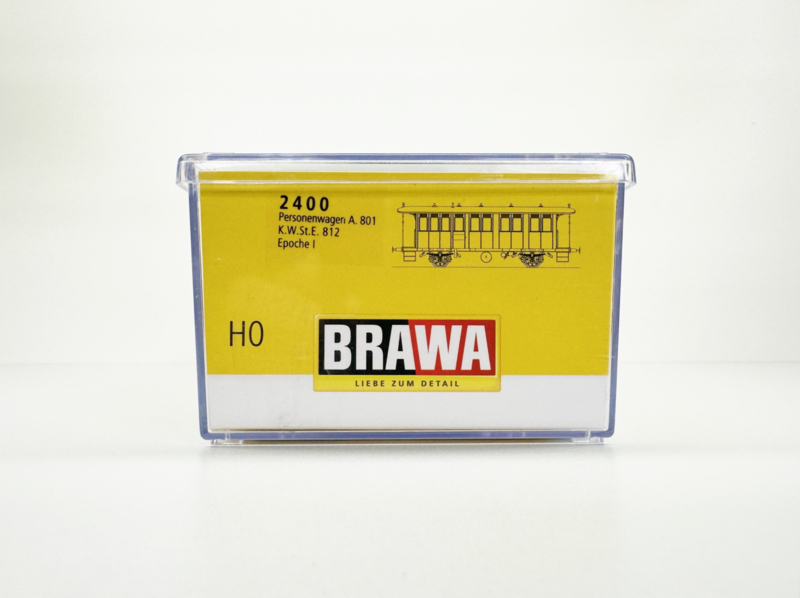 2400
Personenwagen A. 801
K.W.St.E. 812
Epoche I
H0
BRAWA
LIEBE ZUM DETAIL